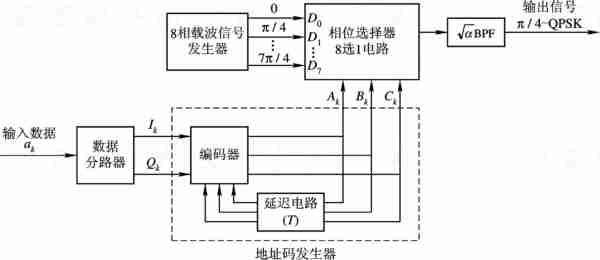 8相载波信号
发生器
0
π/4
⋮
7π/4
D0
D1
⋮
D7
相位选择器
8选1电路
√αBPF
输出信号
π/4~QPSK
Ak
Bk
Ck
输入数据
ak
数据
分路器
Ik
Qk
编码器
延迟电路
(T)
地址码发生器